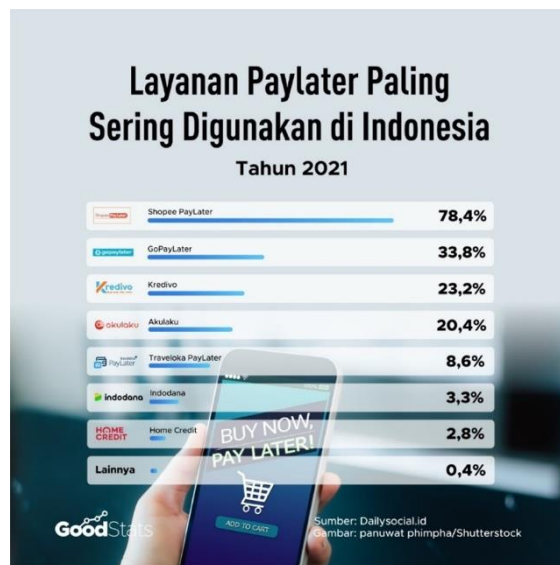 Layanan Paylater Paling
Sering Digunakan di Indonesia
Tahun 2021
Shopee PayLater
78,4%
gopaylater
GoPayLater
33,8%
Kredivo
Kredivo
23,2%
akulaku
Akulaku
20,4%
PayLater
Traveloka PayLater
8,6%
indodana
Indodana
3,3%
HOME
CREDIT
Home Credit
2,8%
Lainnya
0,4%
BUY NOW,
PAY LATER!
ADD TO CART
GoodStats
Sumber: Dailysocial.id
Gambar: panuwat phimpha/Shutterstock